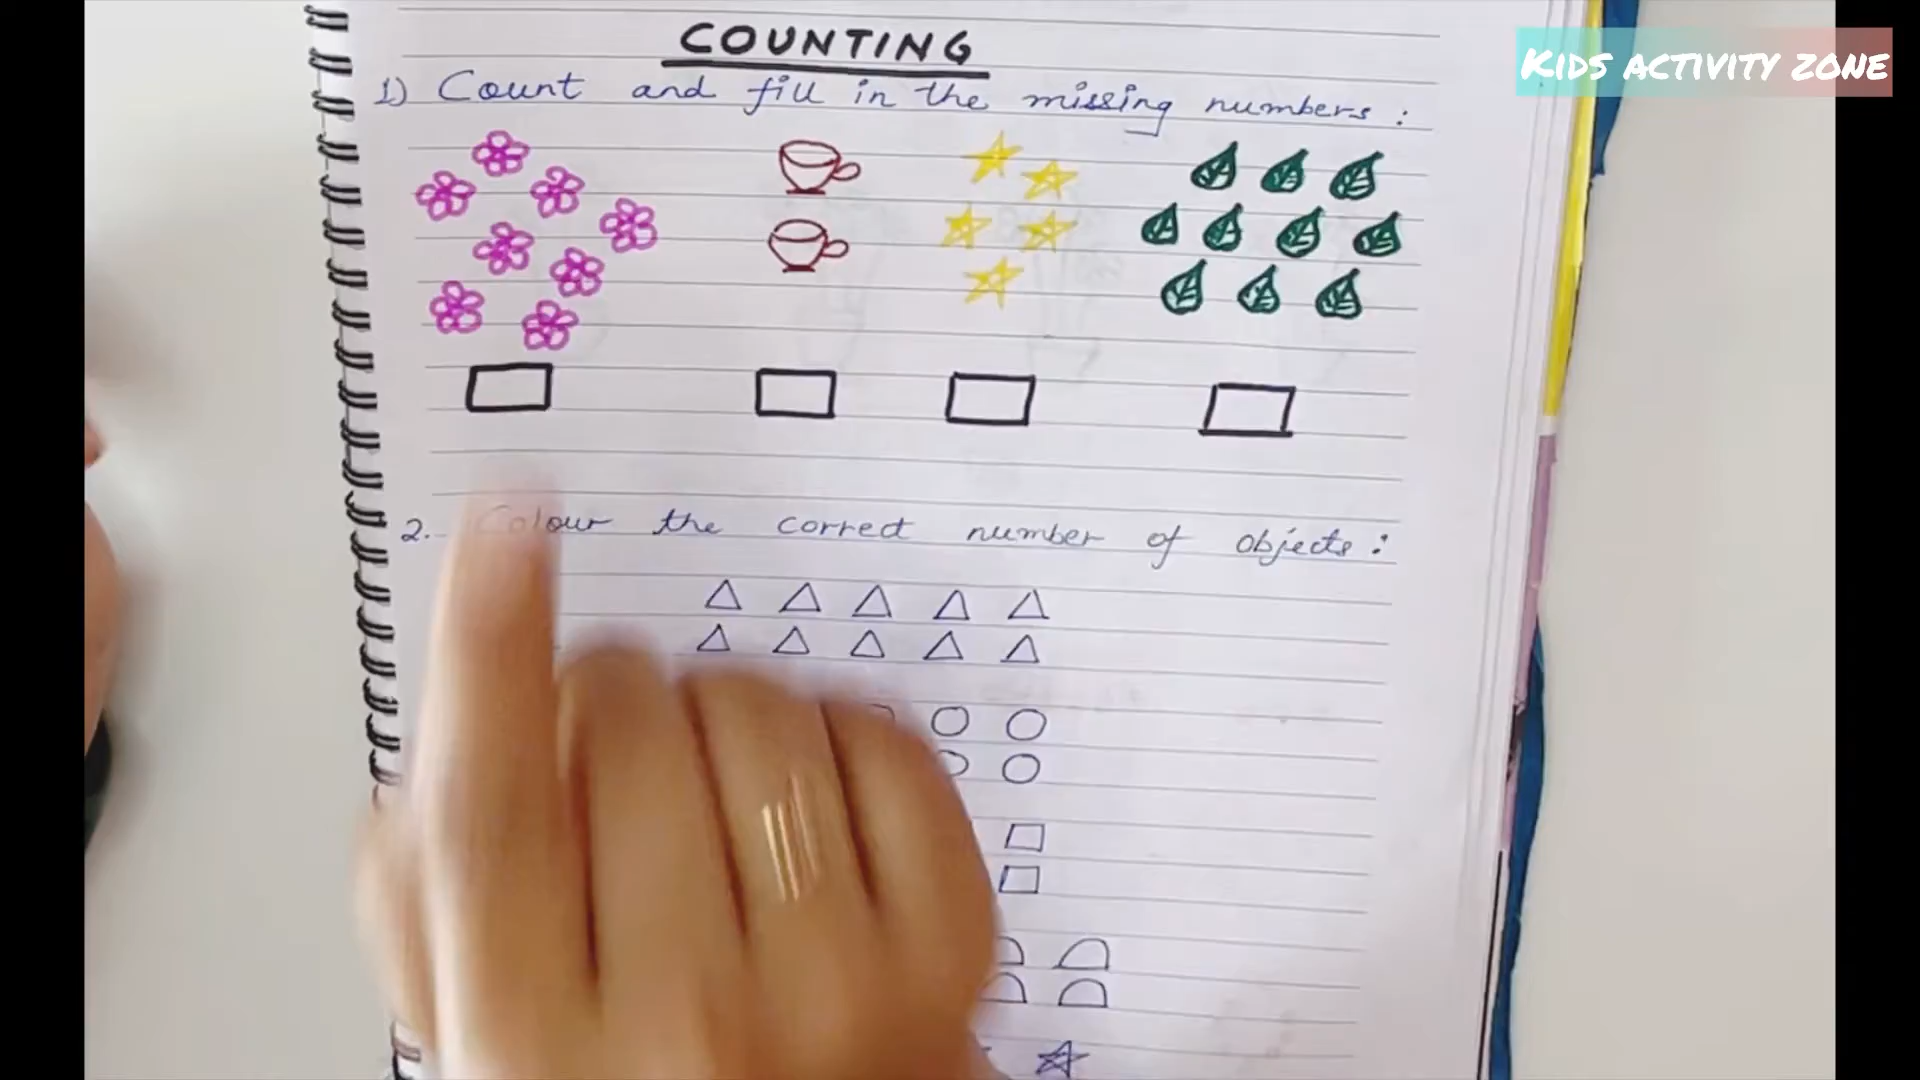 COUNTING
KIDS ACTIVITY ZONE
1) Count and fill in the missing numbers :
2. Colour the correct number of objects :